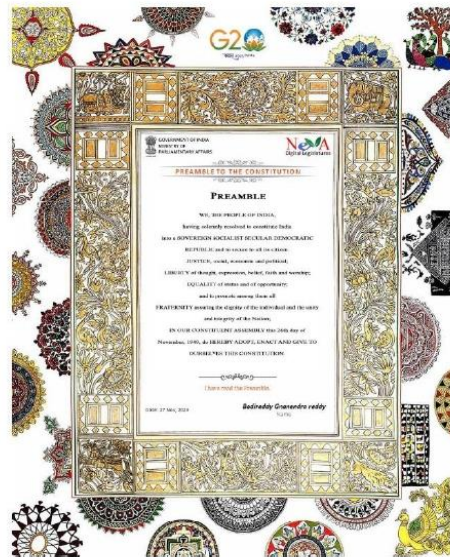 G20
GOVERNMENT OF INDIA
MINISTRY OF
PARLIAMENTARY AFFAIRS
NeVA
Digital Legislatures
PREAMBLE TO THE CONSTITUTION
PREAMBLE
WE, THE PEOPLE OF INDIA,
having solemnly resolved to constitute India
into a SOVEREIGN SOCIALIST SECULAR DEMOCRATIC
REPUBLIC and to secure to all its citizens
JUSTICE, social, economic and political;
LIBERTY of thought, expression, belief, faith and worship;
EQUALITY of status and of opportunity;
and to promote among them all
FRATERNITY assuring the dignity of the individual and the unity
and integrity of the Nation;
IN OUR CONSTITUENT ASSEMBLY this 26th day of
November, 1949, do HEREBY ADOPT, ENACT AND GIVE TO
OURSELVES THIS CONSTITUTION
I have read the Preamble.
Badireddy Gnanendra reddy
Date: 27 May,